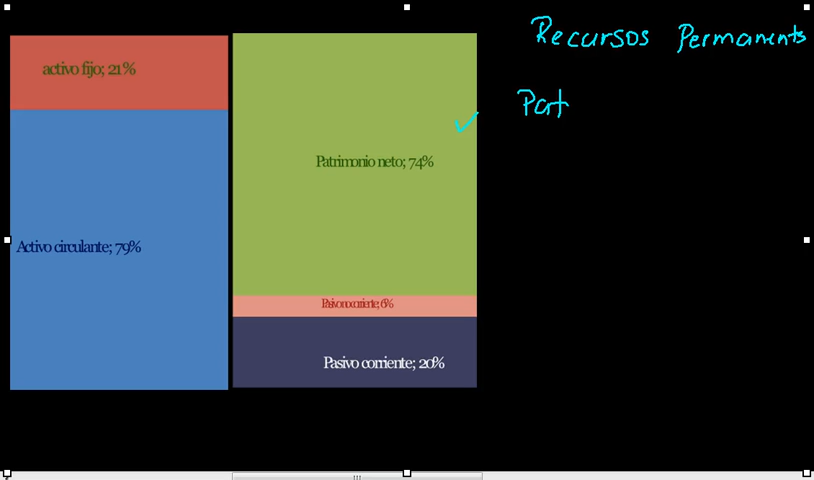 Recursos Permanents
activo fijo; 21%
Pat
Patrimonio neto; 74%
Activo circulante; 79%
Pasivo no corriente; 6%
Pasivo corriente; 20%